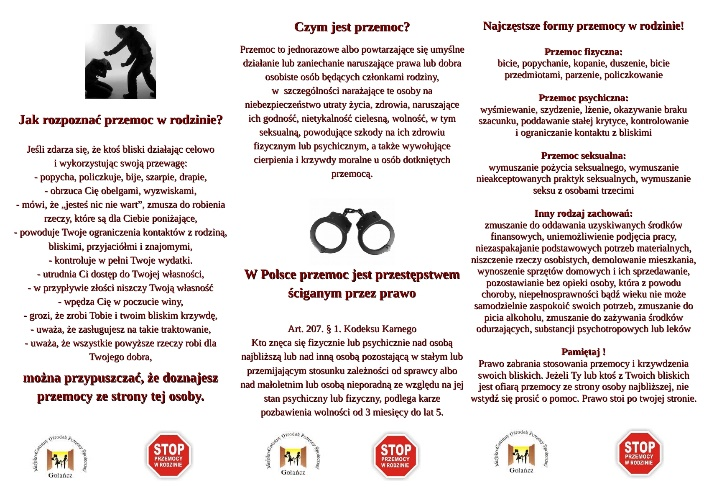 Jak rozpoznać przemoc w rodzinie?
Jeśli zdarza się, że ktoś bliski działając celowo
i wykorzystując swoją przewagę:
- popycha, policzkuje, bije, szarpie, drapie,
- obrzuca Cię obelgami, wyzwiskami,
- mówi, że „jesteś nic nie wart”, zmusza do robienia
rzeczy, które są dla Ciebie poniżające,
- powoduje Twoje ograniczenia kontaktów z rodziną,
bliskimi, przyjaciółmi i znajomymi,
- kontroluje w pełni Twoje wydatki.
- utrudnia Ci dostęp do Twojej własności,
- w przypływie złości niszczy Twoją własność
- wpędza Cię w poczucie winy,
- grozi, że zrobi Tobie i twoim bliskim krzywdę,
- uważa, że zasługujesz na takie traktowanie,
- uważa, że wszystkie powyższe rzeczy robi dla
Twojego dobra,
można przypuszczać, że doznajesz
przemocy ze strony tej osoby.
Gołańcz
STOP
PRZEMOCY
W RODZINIE
Czym jest przemoc?
Przemoc to jednorazowe albo powtarzające się umyślne
działanie lub zaniechanie naruszające prawa lub dobra
osobiste osób będących członkami rodziny,
w szczególności narażające te osoby na
niebezpieczeństwo utraty życia, zdrowia, naruszające
ich godność, nietykalność cielesną, wolność, w tym
seksualną, powodujące szkody na ich zdrowiu
fizycznym lub psychicznym, a także wywołujące
cierpienia i krzywdy moralne u osób dotkniętych
przemocą.
W Polsce przemoc jest przestępstwem
ściganym przez prawo
Art. 207. § 1. Kodeksu Karnego
Kto znęca się fizycznie lub psychicznie nad osobą
najbliższą lub nad inną osobą pozostającą w stałym lub
przemijającym stosunku zależności od sprawcy albo
nad małoletnim lub osobą nieporadną ze względu na jej
stan psychiczny lub fizyczny, podlega karze
pozbawienia wolności od 3 miesięcy do lat 5.
Gołańcz
STOP
PRZEMOCY
W RODZINIE
Najczęstsze formy przemocy w rodzinie!
Przemoc fizyczna:
bicie, popychanie, kopanie, duszenie, bicie
przedmiotami, parzenie, policzkowanie
Przemoc psychiczna:
wyśmiewanie, szydzenie, lżenie, okazywanie braku
szacunku, poddawanie stałej krytyce, kontrolowanie
i ograniczanie kontaktu z bliskimi
Przemoc seksualna:
wymuszanie pożycia seksualnego, wymuszanie
nieakceptowanych praktyk seksualnych, wymuszanie
seksu z osobami trzecimi
Inny rodzaj zachowań:
zmuszanie do oddawania uzyskiwanych środków
finansowych, uniemożliwienie podjęcia pracy,
niezaspakajanie podstawowych potrzeb materialnych,
niszczenie rzeczy osobistych, demolowanie mieszkania,
wynoszenie sprzętów domowych i ich sprzedawanie,
pozostawanie bez opieki osoby, która z powodu
choroby, niepełnosprawności bądź wieku nie może
samodzielnie zaspokoić swoich potrzeb, zmuszanie do
picia alkoholu, zmuszanie do zażywania środków
odurzających, substancji psychotropowych lub leków
Pamiętaj !
Prawo zabrania stosowania przemocy i krzywdzenia
swoich bliskich. Jeżeli Ty lub ktoś z Twoich bliskich
jest ofiarą przemocy ze strony osoby najbliższej, nie
wstydź się prosić o pomoc. Prawo stoi po twojej stronie.
Gołańcz
STOP
PRZEMOCY
W RODZINIE